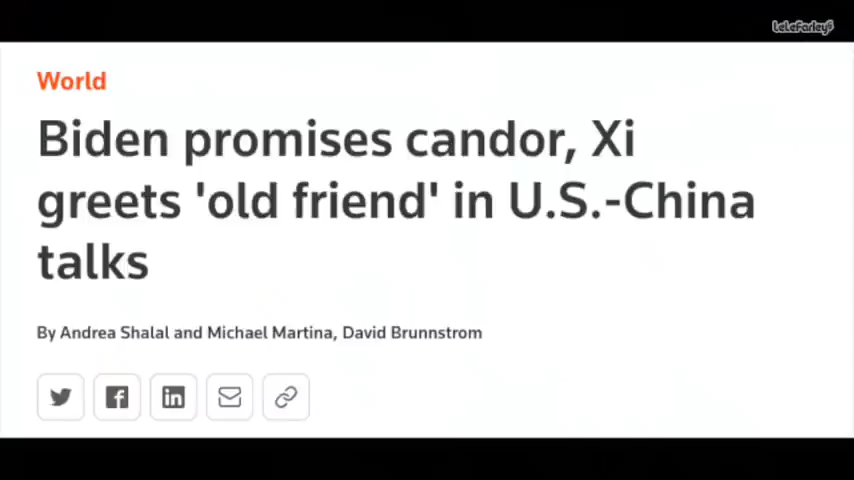 LeLeFarley
World
Biden promises candor, Xi
greets 'old friend' in U.S.-China
talks
By Andrea Shalal and Michael Martina, David Brunnstrom